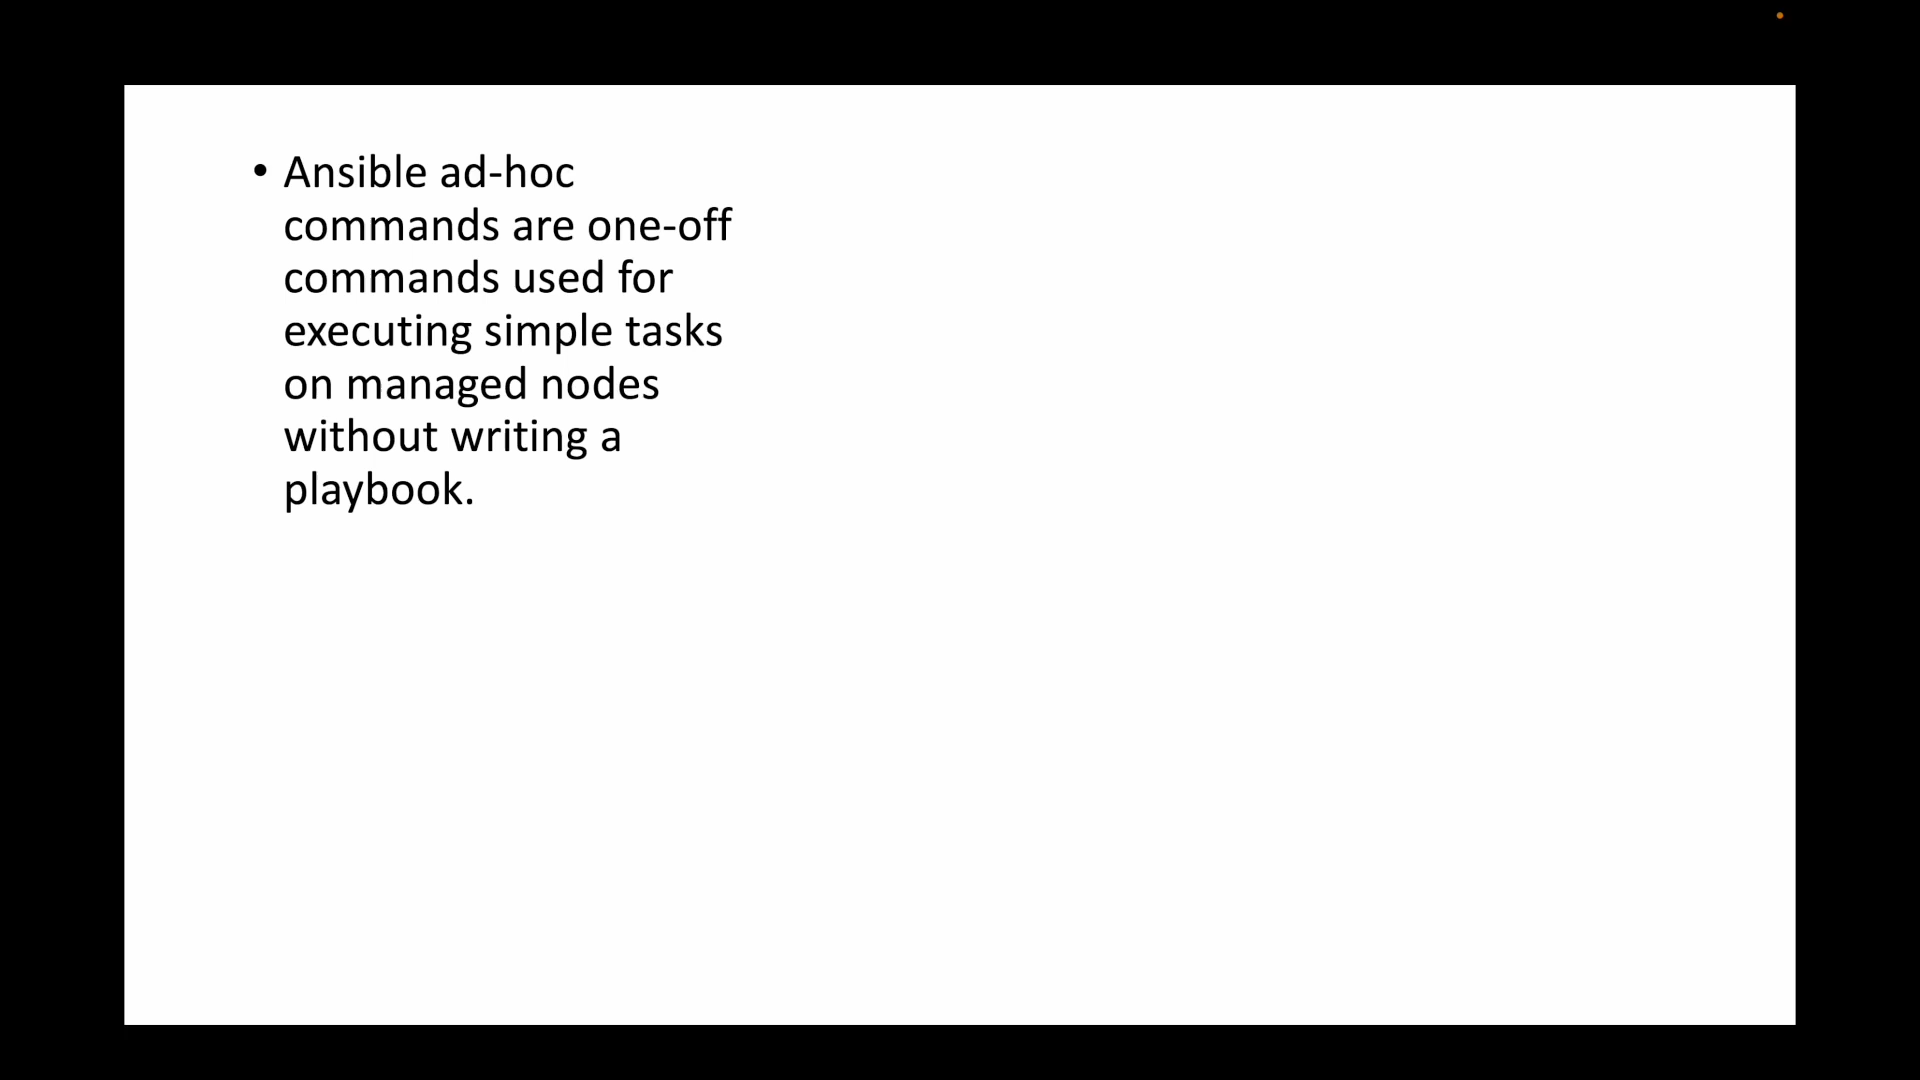 • Ansible ad-hoc
commands are one-off
commands used for
executing simple tasks
on managed nodes
without writing a
playbook.